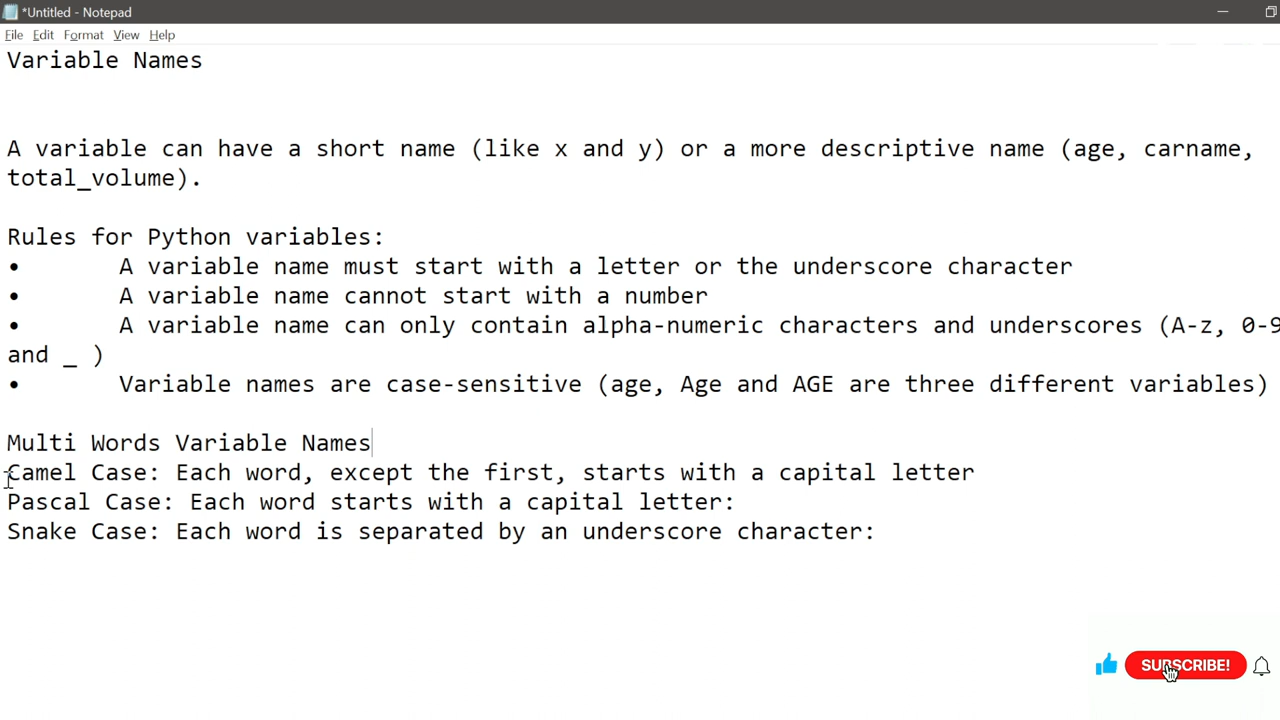 *Untitled - Notepad
File Edit Format View Help
Variable Names
A variable can have a short name (like x and y) or a more descriptive name (age, carname,
total_volume).
Rules for Python variables:
• A variable name must start with a letter or the underscore character
• A variable name cannot start with a number
• A variable name can only contain alpha-numeric characters and underscores (A-z, 0-9
and _ )
• Variable names are case-sensitive (age, Age and AGE are three different variables)
Multi Words Variable Names
Camel Case: Each word, except the first, starts with a capital letter
Pascal Case: Each word starts with a capital letter:
Snake Case: Each word is separated by an underscore character:
SUBSCRIBE!